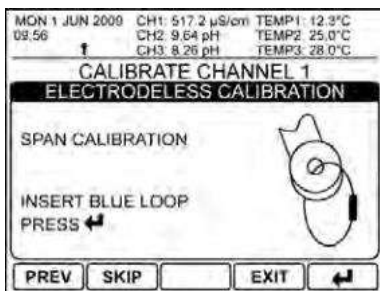 MON 1 JUN 2009 CH1: 517.2 µS/cm TEMP1: 12.3°C
09:56 CH2: 9.64 pH TEMP2: 25.0°C
CH3: 8.26 pH TEMP3: 28.0°C
CALIBRATE CHANNEL 1
ELECTRODELESS CALIBRATION
SPAN CALIBRATION
INSERT BLUE LOOP
PRESS ↵
PREV SKIP EXIT ↵